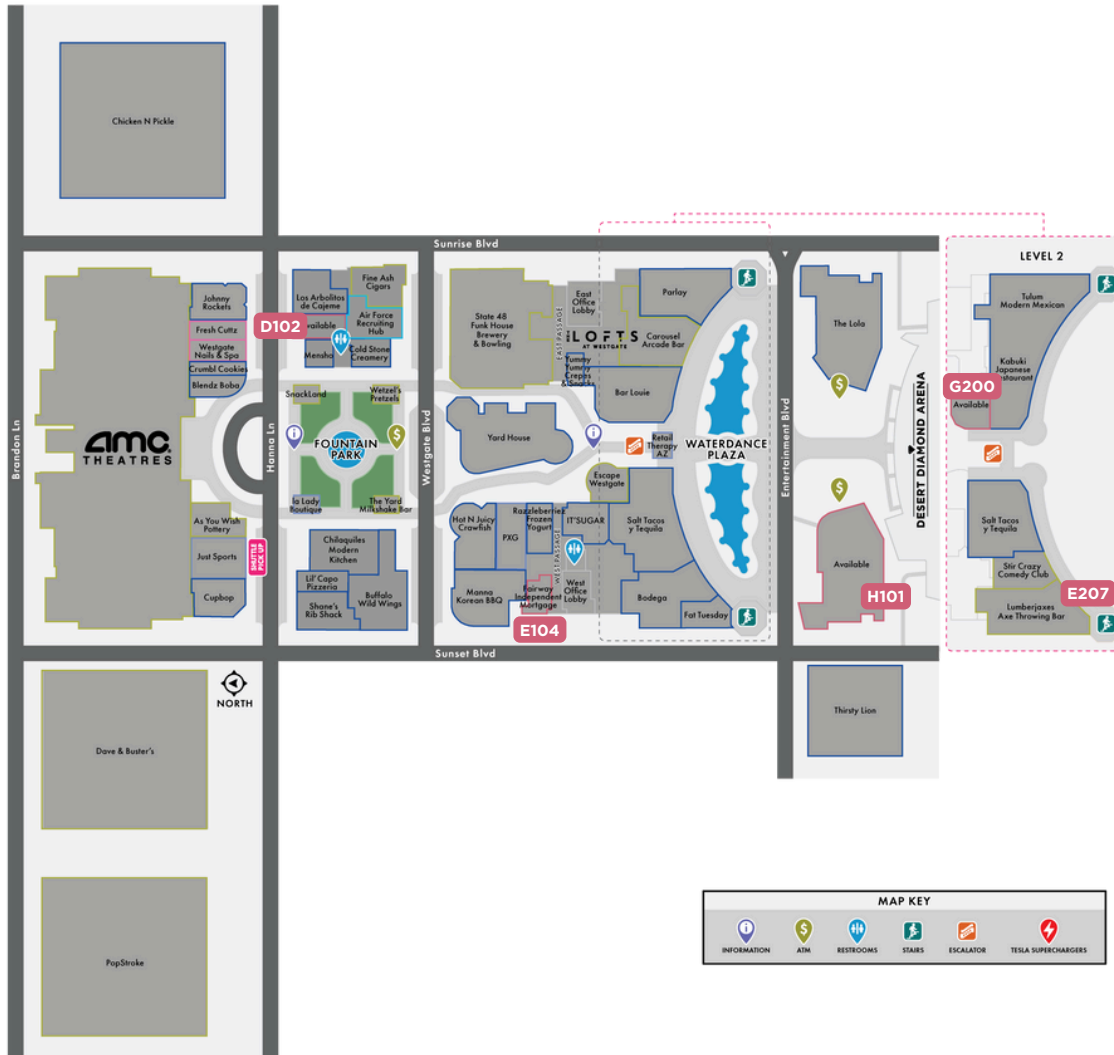 Chicken N Pickle
Sunrise Blvd
Brandon Ln
Hanna Ln
Westgate Blvd
Entertainment Blvd
Sunset Blvd
AMC
THEATRES
Johnny
Rockets
Fresh Cuttz
Westgate
Nails & Spa
Crumbl Cookies
Blendz Boba
As You Wish
Pottery
Just Sports
Cupbop
SHUTTLE
PICK UP
D102
Los Arbolitos
de Cajeme
Fine Ash
Cigars
Air Force
Recruiting
Hub
Mensho
Cold Stone
Creamery
SnackLand
Wetzel's
Pretzels
FOUNTAIN
PARK
Boutique
The Yard
Milkshake Bar
Chilaquiles
Modern
Kitchen
Lil' Capo
Pizzeria
Shane's
Rib Shack
Buffalo
Wild Wings
State 48
Funk House
Brewery
& Bowling
EAST PASSAGE
East
Office
Lobby
THE
LOFTS
AT WESTGATE
Parlay
Carousel
Arcade Bar
Yummy
Yummy
Crepes
& Snacks
Bar Louie
Yard House
Retail
Therapy
AZ
WATERDANCE
PLAZA
Escape
Westgate
Hot N Juicy
Crawfish
PXG
Razzleberriez
Frozen
Yogurt
IT'SUGAR
WEST PASSAGE
Salt Tacos
y Tequila
Manna
Korean BBQ
Fairway
Independent
Mortgage
West
Office
Lobby
Bodega
Fat Tuesday
E104
The Lola
DESERT DIAMOND ARENA
Available
H101
Thirsty Lion
LEVEL 2
Tulum
Modern Mexican
Kabuki
Japanese
Restaurant
G200
Available
Salt Tacos
y Tequila
Stir Crazy
Comedy Club
E207
Lumberjaxes
Axe Throwing Bar
NORTH
Dave & Buster's
PopStroke
MAP KEY
INFORMATION
ATM
RESTROOMS
STAIRS
ESCALATOR
TESLA SUPERCHARGERS